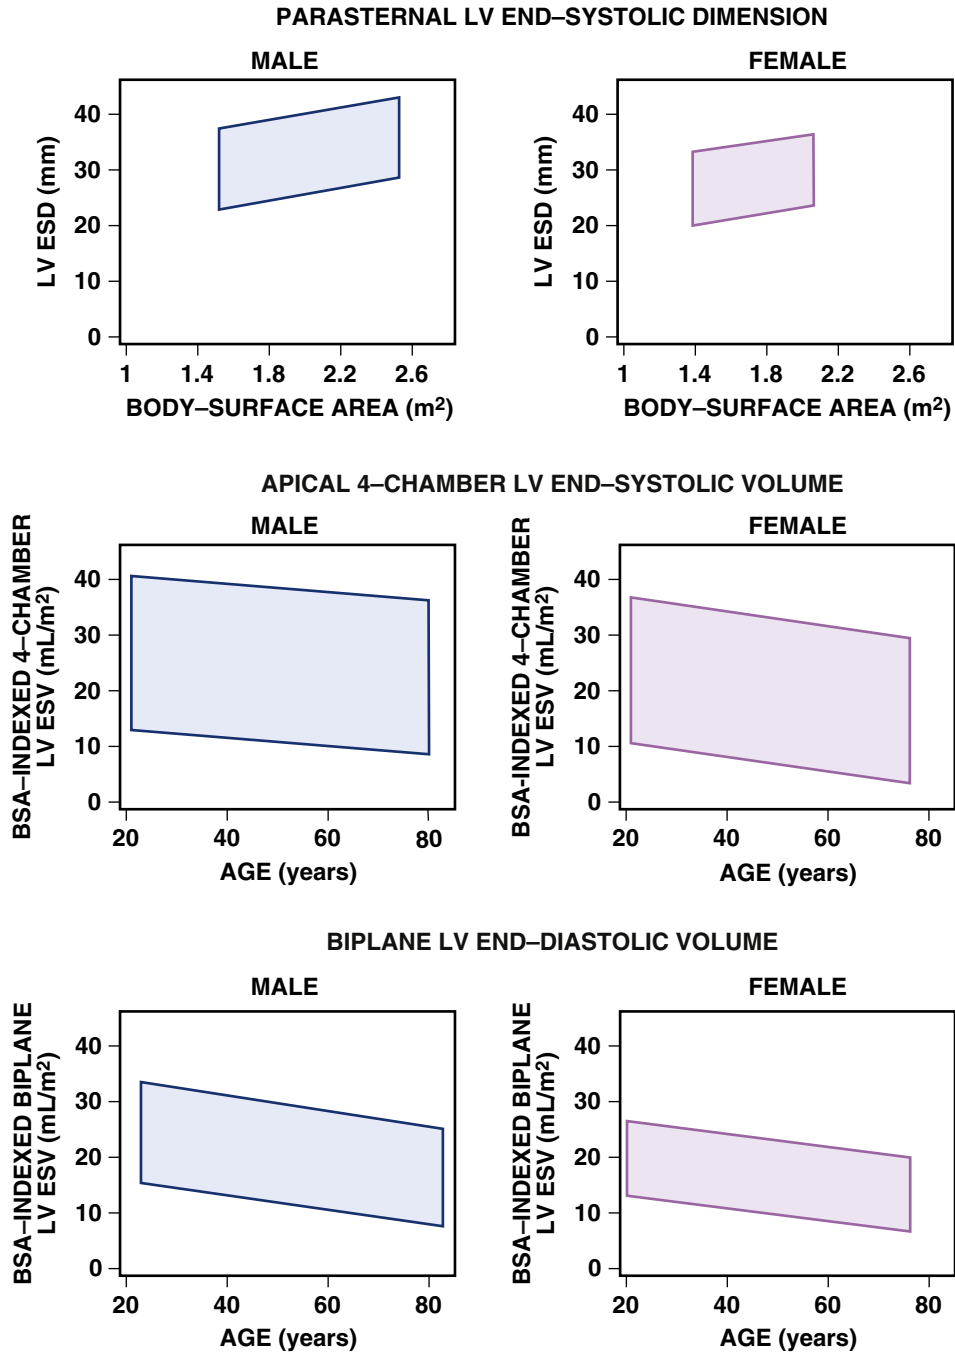 PARASTERNAL LV END–SYSTOLIC DIMENSION
MALE
LV ESD (mm)
40
30
20
10
0
1 1.4 1.8 2.2 2.6
BODY–SURFACE AREA (m²)
FEMALE
LV ESD (mm)
40
30
20
10
0
1 1.4 1.8 2.2 2.6
BODY–SURFACE AREA (m²)
APICAL 4–CHAMBER LV END–SYSTOLIC VOLUME
MALE
BSA–INDEXED 4–CHAMBER
LV ESV (mL/m²)
40
30
20
10
0
20 40 60 80
AGE (years)
FEMALE
BSA-INDEXED 4–CHAMBER
LV ESV (mL/m²)
40
30
20
10
0
20 40 60 80
AGE (years)
BIPLANE LV END–DIASTOLIC VOLUME
MALE
BSA–INDEXED BIPLANE
LV ESV (mL/m²)
40
30
20
10
0
20 40 60 80
AGE (years)
FEMALE
BSA–INDEXED BIPLANE
LV ESV (mL/m²)
40
30
20
10
0
20 40 60 80
AGE (years)